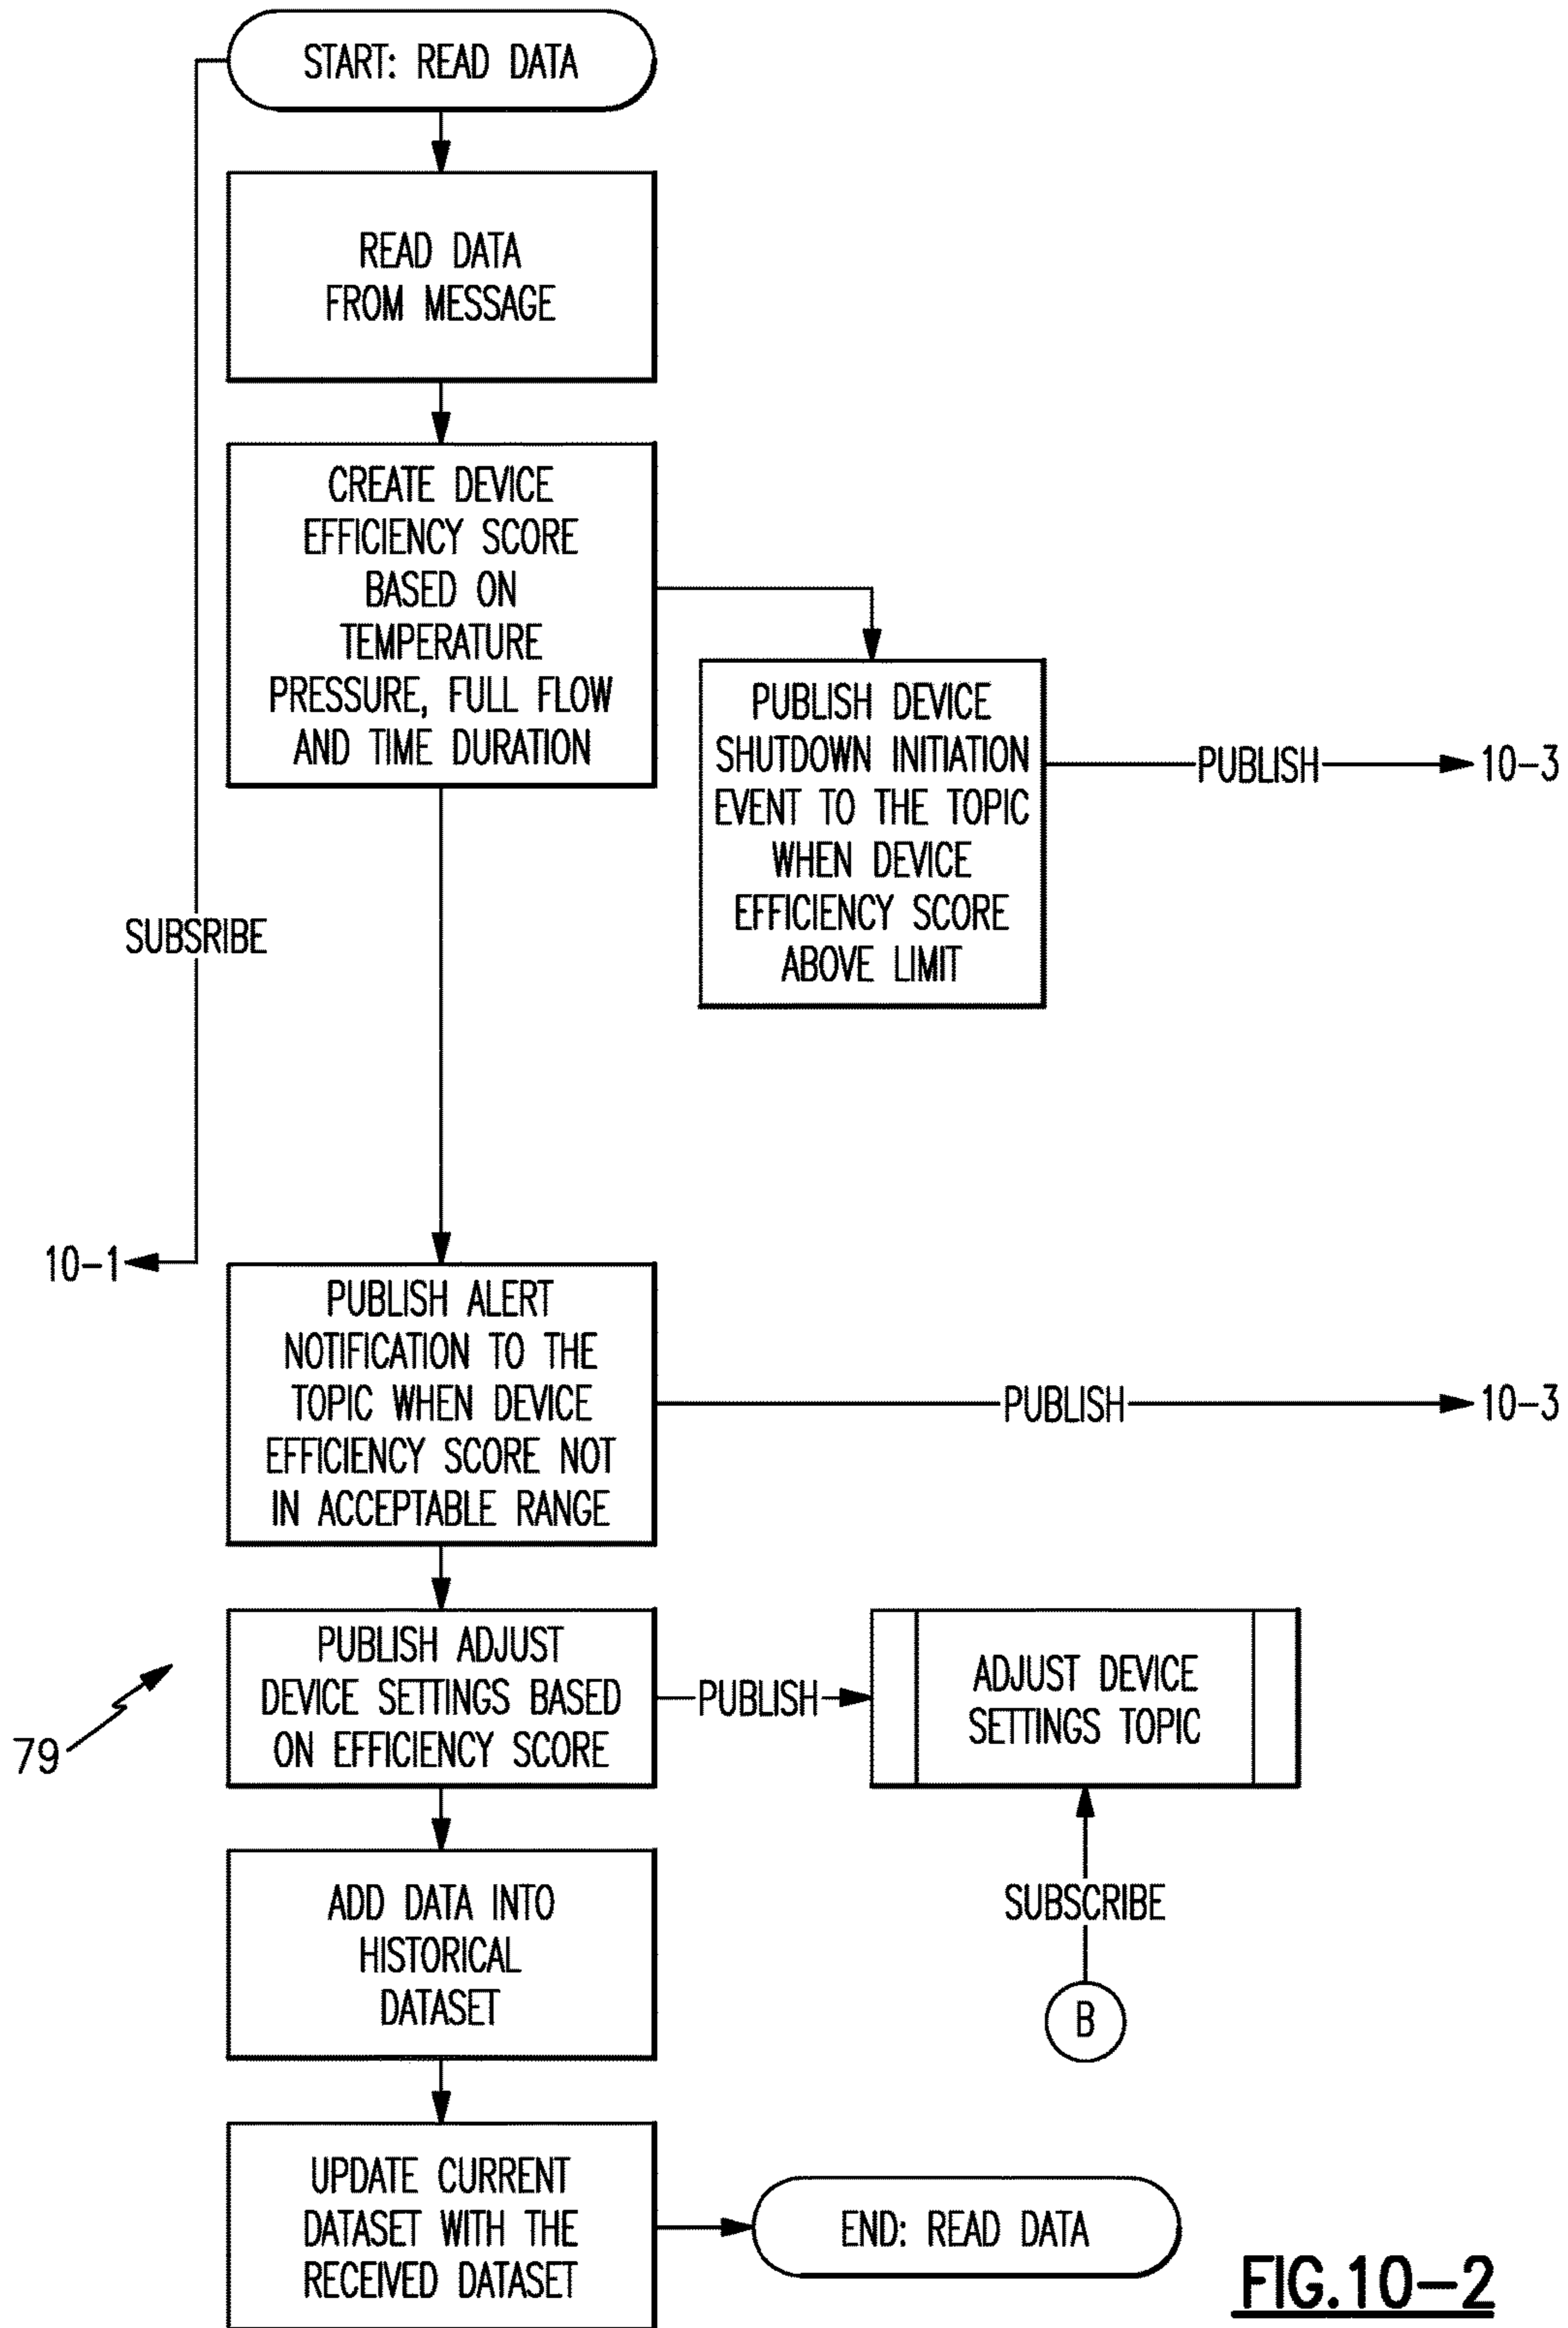 START: READ DATA
READ DATA
FROM MESSAGE
CREATE DEVICE
EFFICIENCY SCORE
BASED ON
TEMPERATURE
PRESSURE, FULL FLOW
AND TIME DURATION
PUBLISH DEVICE
SHUTDOWN INITIATION
EVENT TO THE TOPIC
WHEN DEVICE
EFFICIENCY SCORE
ABOVE LIMIT
PUBLISH
10-3
SUBSRIBE
10-1
PUBLISH ALERT
NOTIFICATION TO THE
TOPIC WHEN DEVICE
EFFICIENCY SCORE NOT
IN ACCEPTABLE RANGE
PUBLISH
10-3
79
PUBLISH ADJUST
DEVICE SETTINGS BASED
ON EFFICIENCY SCORE
PUBLISH
ADJUST DEVICE
SETTINGS TOPIC
SUBSCRIBE
B
ADD DATA INTO
HISTORICAL
DATASET
UPDATE CURRENT
DATASET WITH THE
RECEIVED DATASET
END: READ DATA
FIG.10-2